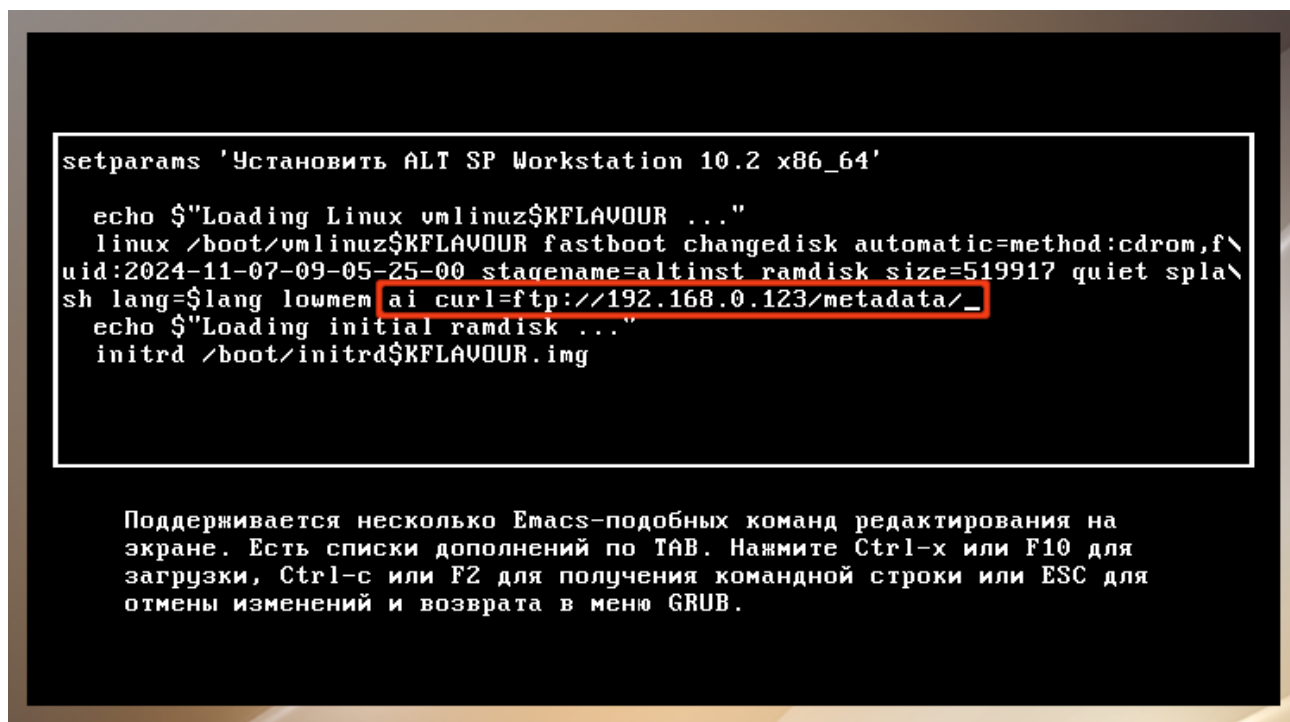 setparams 'Установить ALT SP Workstation 10.2 x86_64'
echo $"Loading Linux vmlinuz$KFLAVOUR ..."
linux /boot/vmlinuz$KFLAVOUR fastboot changedisk automatic=method:cdrom,f\
uid:2024-11-07-09-05-25-00 stagename=altinst ramdisk_size=519917 quiet spla\
sh lang=$lang lowmem ai curl=ftp://192.168.0.123/metadata/_
echo $"Loading initial ramdisk ..."
initrd /boot/initrd$KFLAVOUR.img
Поддерживается несколько Emacs-подобных команд редактирования на
экране. Есть списки дополнений по TAB. Нажмите Ctrl-x или F10 для
загрузки, Ctrl-c или F2 для получения командной строки или ESC для
отмены изменений и возврата в меню GRUB.